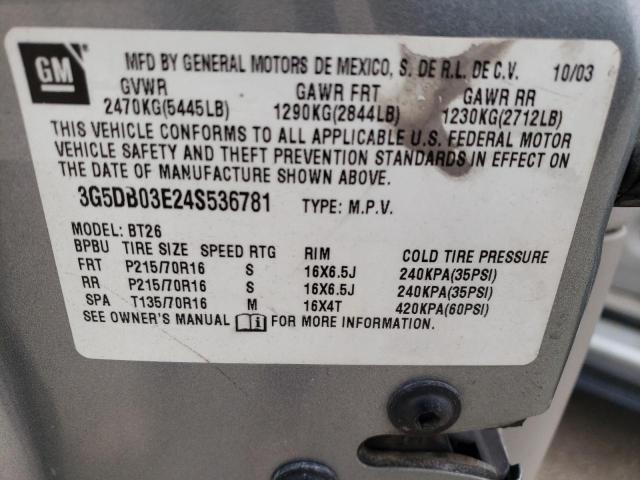 GM
MFD BY GENERAL MOTORS DE MEXICO, S. DE R.L. DE C.V. 10/03
GVWR GAWR FRT GAWR RR
2470KG(5445LB) 1290KG(2844LB) 1230KG(2712LB)
THIS VEHICLE CONFORMS TO ALL APPLICABLE U.S. FEDERAL MOTOR
VEHICLE SAFETY AND THEFT PREVENTION STANDARDS IN EFFECT ON
THE DATE OF MANUFACTURE SHOWN ABOVE.
3G5DB03E24S536781 TYPE: M.P.V.
MODEL: BT26
BPBU TIRE SIZE SPEED RTG RIM COLD TIRE PRESSURE
FRT P215/70R16 S 16X6.5J 240KPA(35PSI)
RR P215/70R16 S 16X6.5J 240KPA(35PSI)
SPA T135/70R16 M 16X4T 420KPA(60PSI)
SEE OWNER'S MANUAL FOR MORE INFORMATION.